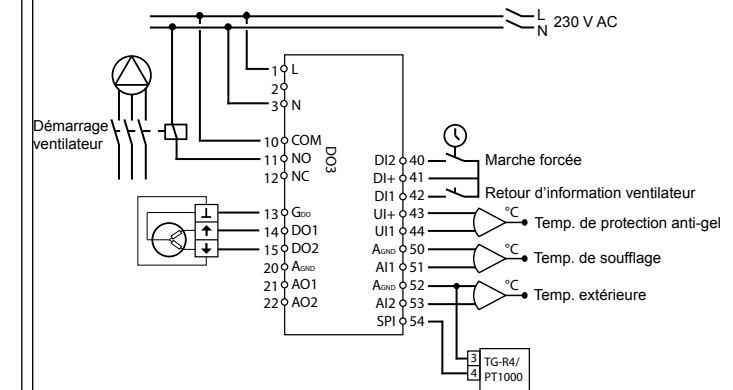 L
N
230 V AC
1 L
2
3 N
Démarrage
ventilateur
10 COM
11 NO
12 NC
DO3
13 GDO
14 DO1
15 DO2
20 AGND
21 AO1
22 AO2
DI2 40
DI+ 41
DI1 42
UI+ 43
UI1 44
AGND 50
AI1 51
AGND 52
AI2 53
SPI 54
Marche forcée
Retour d'information ventilateur
°C
Temp. de protection anti-gel
°C
Temp. de soufflage
°C
Temp. extérieure
3
4
TG-R4/
PT1000